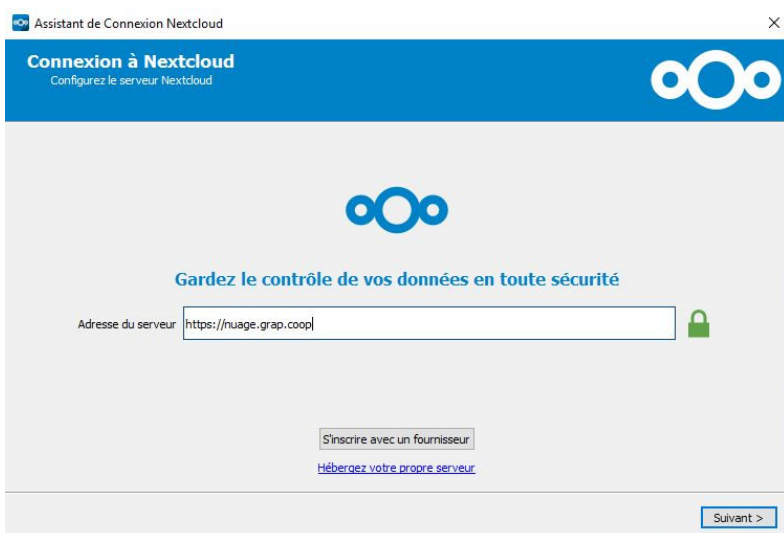 Assistant de Connexion Nextcloud
Connexion à Nextcloud
Configurez le serveur Nextcloud
Gardez le contrôle de vos données en toute sécurité
Adresse du serveur https://nuage.grap.coop
S'inscrire avec un fournisseur
Hébergez votre propre serveur
Suivant >